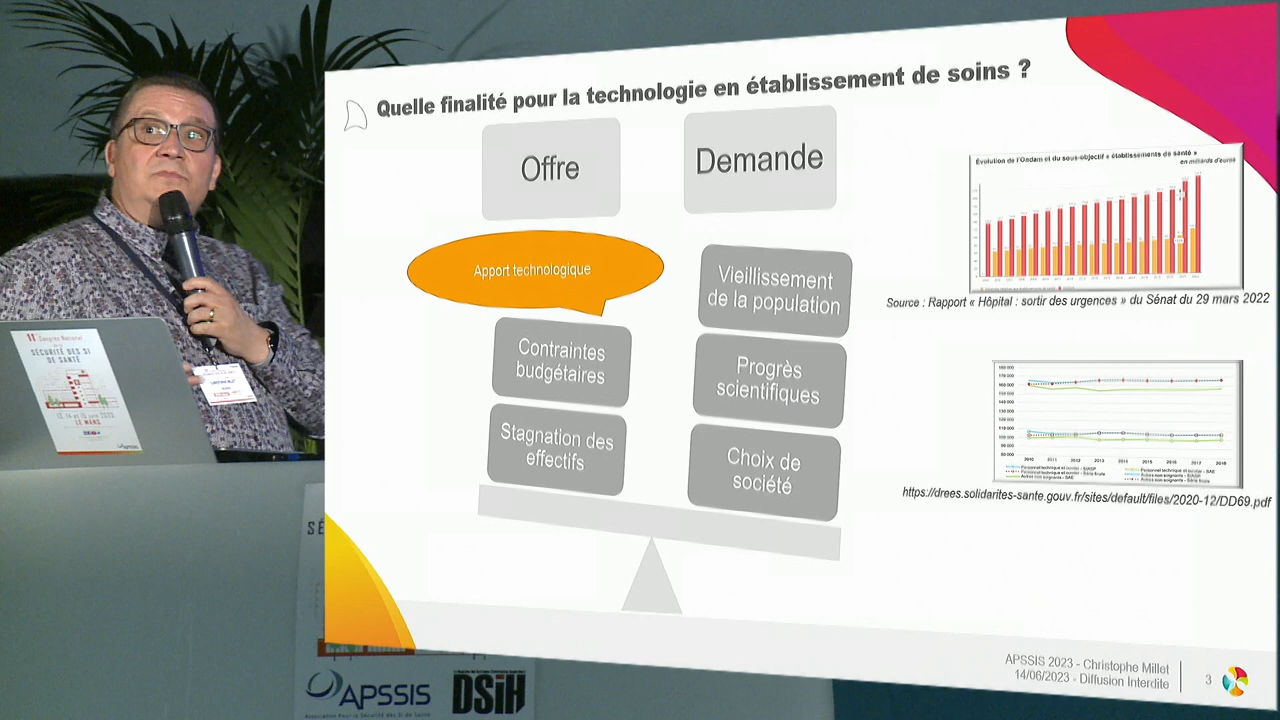 Quelle finalité pour la technologie en établissement de soins ?
Offre
Demande
Apport technologique
Contraintes
budgétaires
Stagnation des
effectifs
Vieillissement
de la population
Progrès
scientifiques
Choix de
société
Évolution de l'Ondam et du sous-objectif « établissements de santé »
en milliards d'euros
Source : Rapport « Hôpital : sortir des urgences » du Sénat du 29 mars 2022
https://drees.solidarites-sante.gouv.fr/sites/default/files/2020-12/DD69.pdf
APSSIS 2023 - Christophe Millet
14/06/2023 - Diffusion Interdite
3
Congrès National
SÉCURITÉ DES SI
DE SANTÉ
LE MANS
APSSIS
DSIH